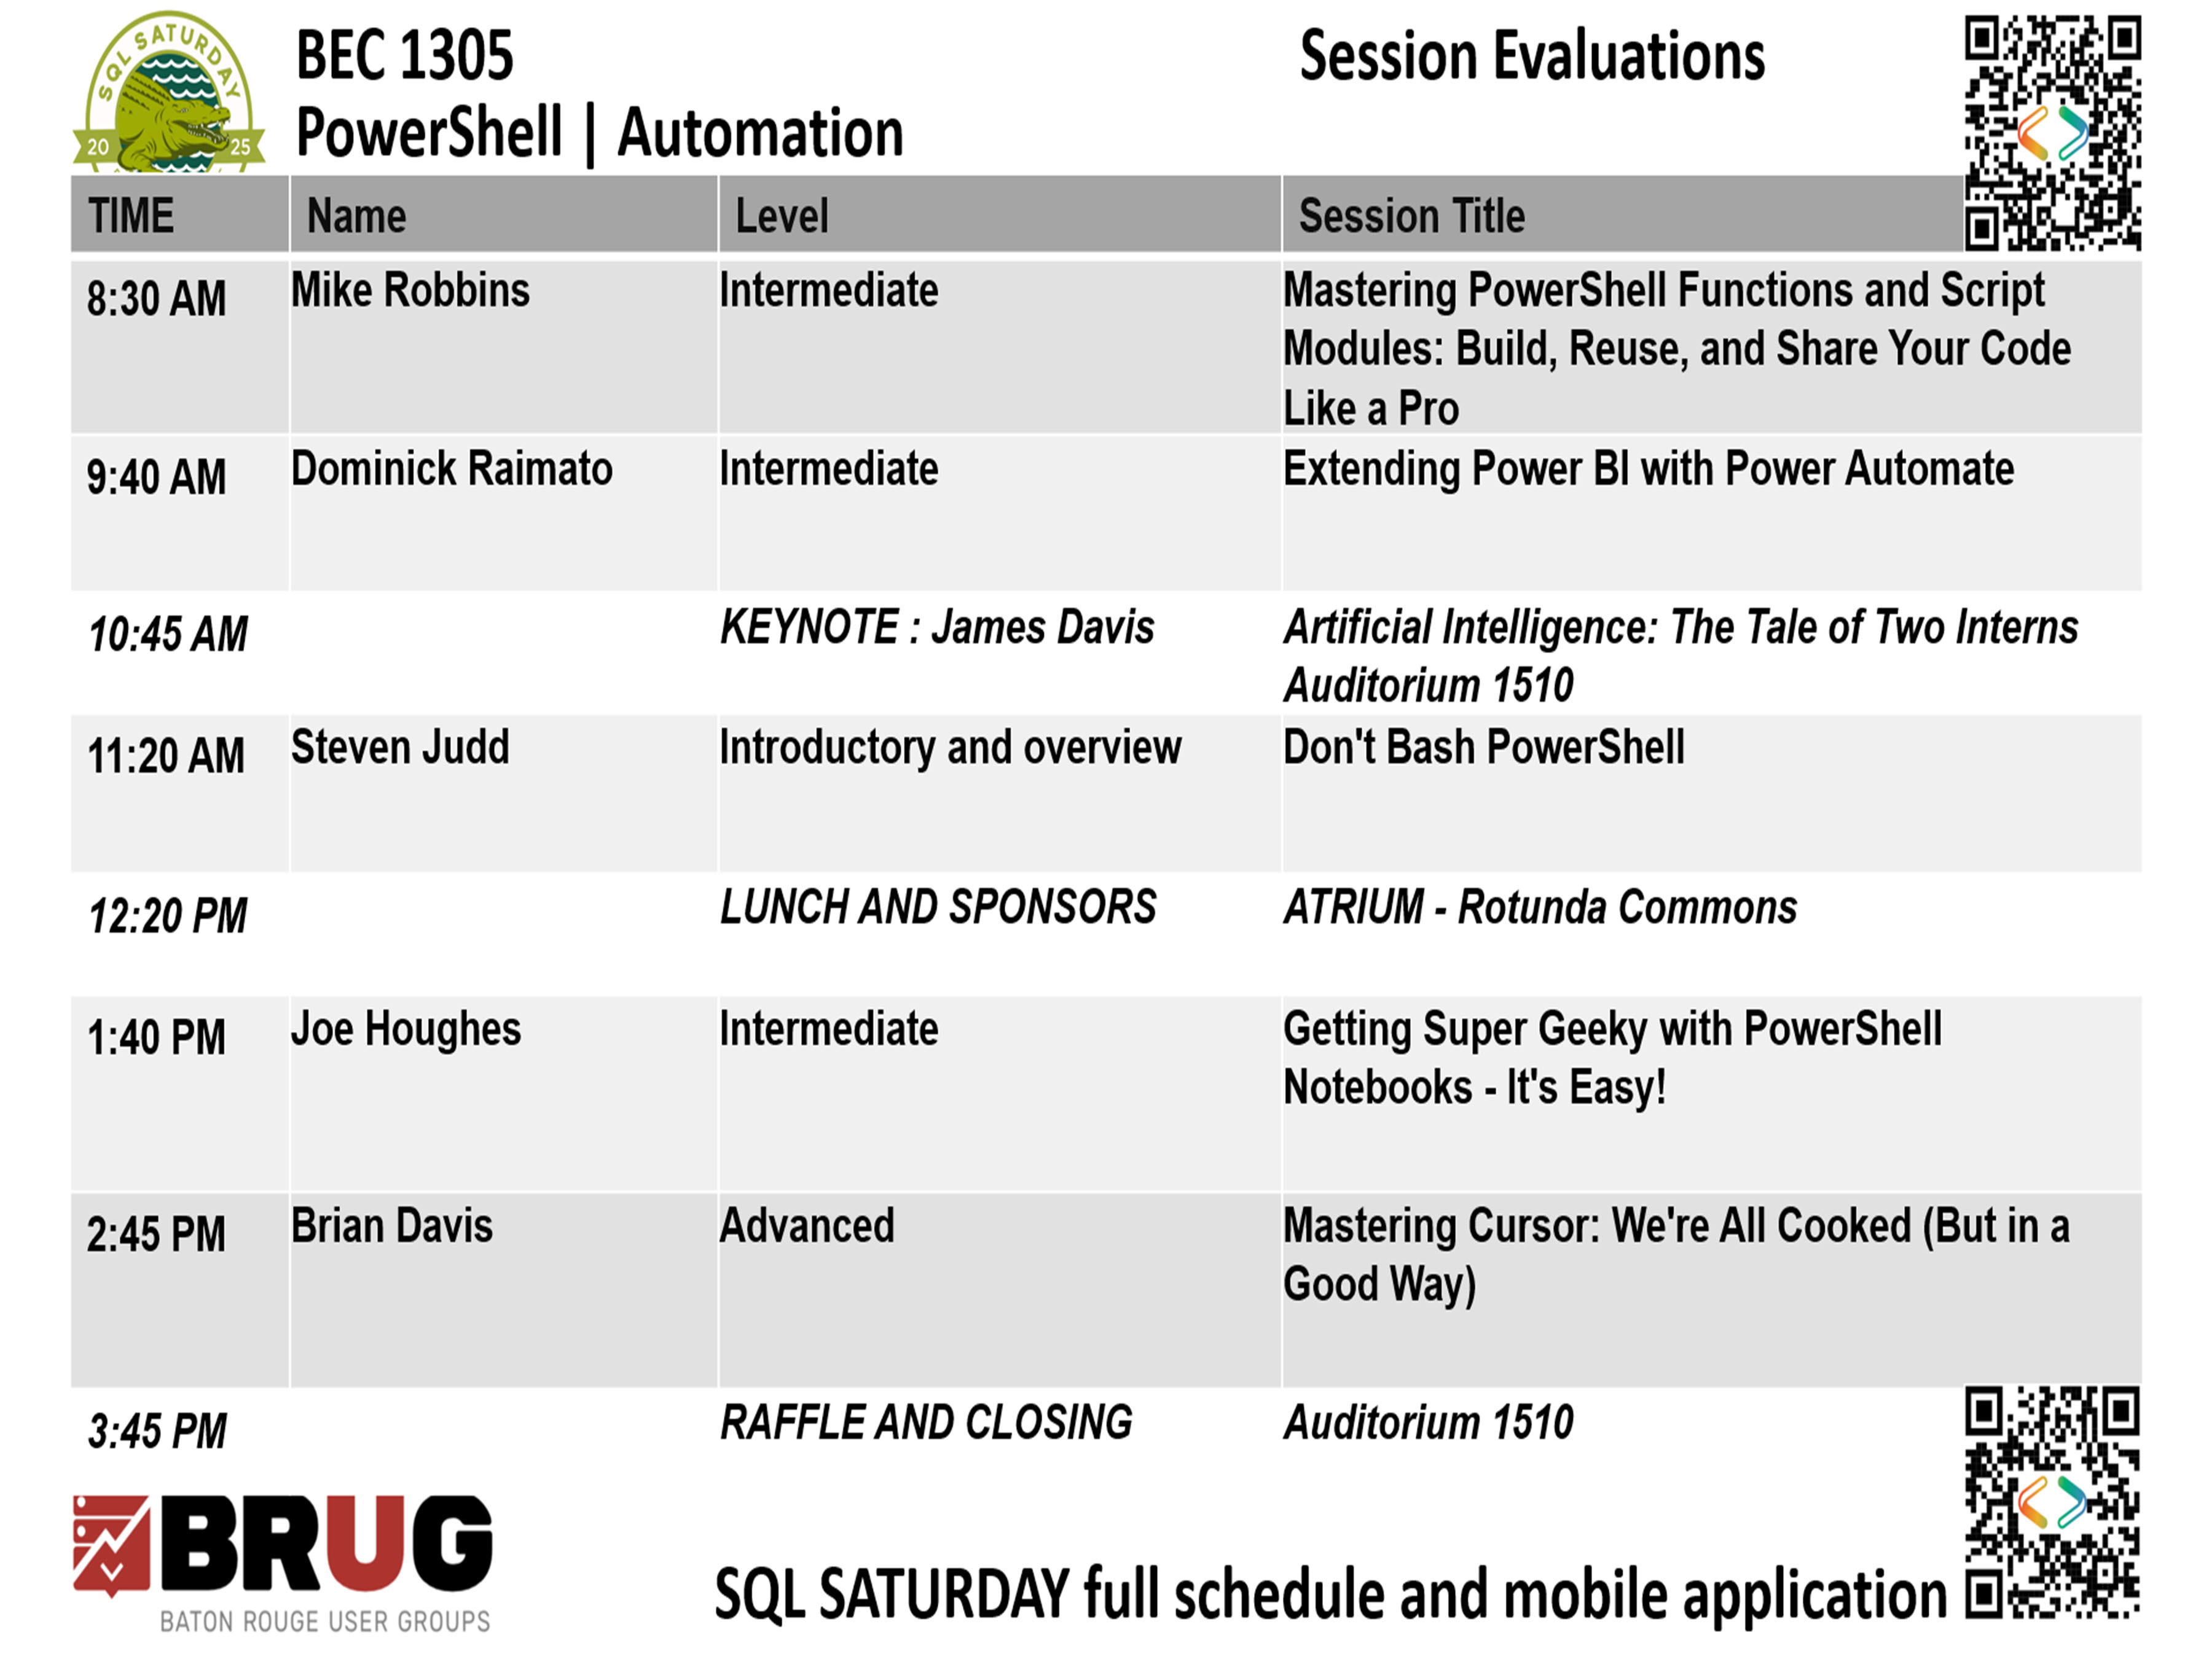 SQL SATURDAY
20 25
BEC 1305
PowerShell | Automation
Session Evaluations
TIME Name Level Session Title
8:30 AM Mike Robbins Intermediate Mastering PowerShell Functions and Script
Modules: Build, Reuse, and Share Your Code
Like a Pro
9:40 AM Dominick Raimato Intermediate Extending Power BI with Power Automate
10:45 AM KEYNOTE : James Davis Artificial Intelligence: The Tale of Two Interns
Auditorium 1510
11:20 AM Steven Judd Introductory and overview Don't Bash PowerShell
12:20 PM LUNCH AND SPONSORS ATRIUM - Rotunda Commons
1:40 PM Joe Houghes Intermediate Getting Super Geeky with PowerShell
Notebooks - It's Easy!
2:45 PM Brian Davis Advanced Mastering Cursor: We're All Cooked (But in a
Good Way)
3:45 PM RAFFLE AND CLOSING Auditorium 1510
BRUG
BATON ROUGE USER GROUPS
SQL SATURDAY full schedule and mobile application